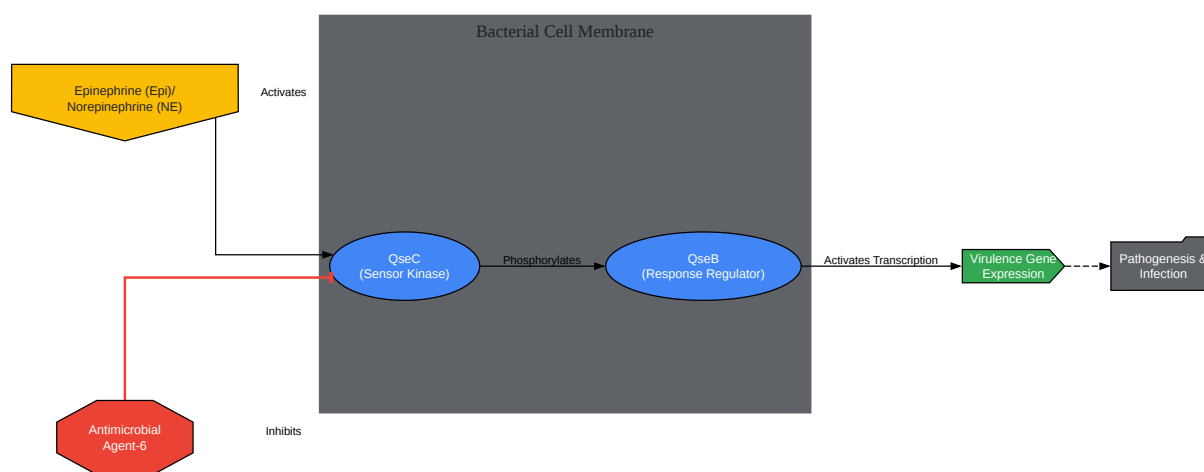 Bacterial Cell Membrane
Epinephrine (Epi)/
Norepinephrine (NE)
Activates
QseC
(Sensor Kinase)
Phosphorylates
QseB
(Response Regulator)
Activates Transcription
Virulence Gene
Expression
Pathogenesis &
Infection
Antimicrobial
Agent-6
Inhibits